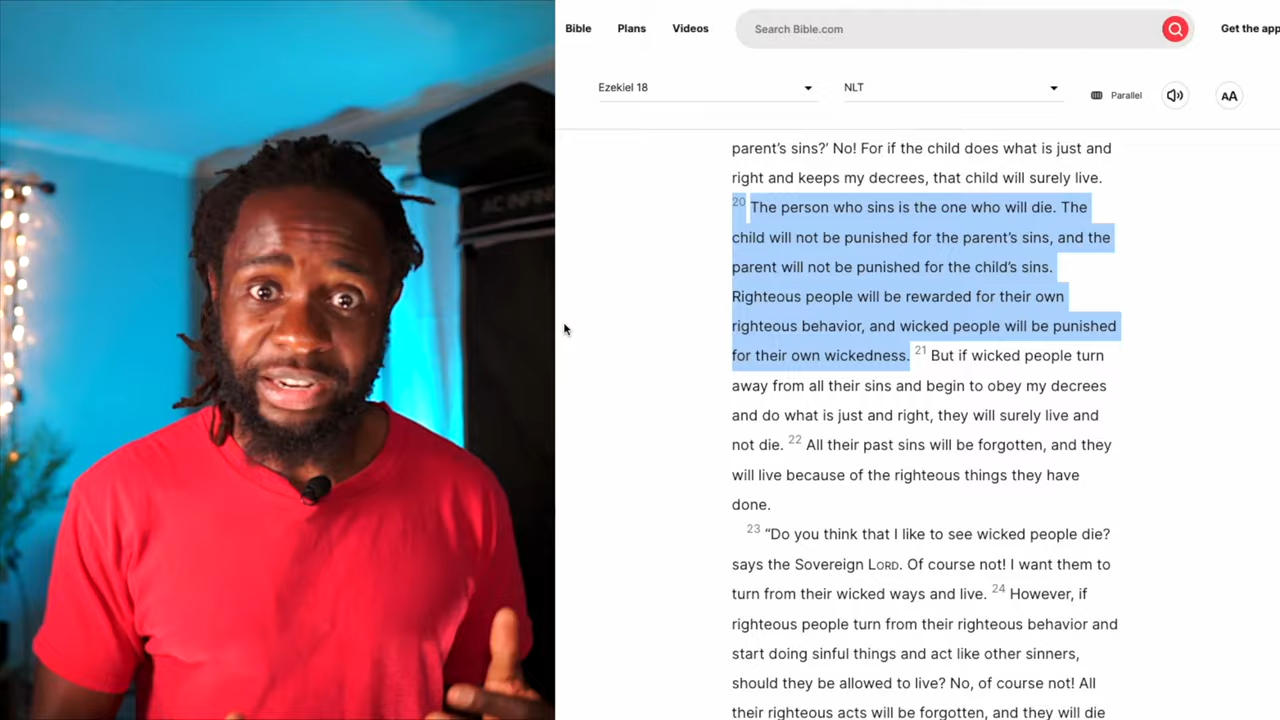 Bible Plans Videos Search Bible.com Get the app
Ezekiel 18 NLT Parallel AA
AC INFIN
parent's sins?' No! For if the child does what is just and
right and keeps my decrees, that child will surely live.
20 The person who sins is the one who will die. The
child will not be punished for the parent's sins, and the
parent will not be punished for the child's sins.
Righteous people will be rewarded for their own
righteous behavior, and wicked people will be punished
for their own wickedness. 21 But if wicked people turn
away from all their sins and begin to obey my decrees
and do what is just and right, they will surely live and
not die. 22 All their past sins will be forgotten, and they
will live because of the righteous things they have
done.
23 “Do you think that I like to see wicked people die?
says the Sovereign LORD. Of course not! I want them to
turn from their wicked ways and live. 24 However, if
righteous people turn from their righteous behavior and
start doing sinful things and act like other sinners,
should they be allowed to live? No, of course not! All
their righteous acts will be forgotten, and they will die